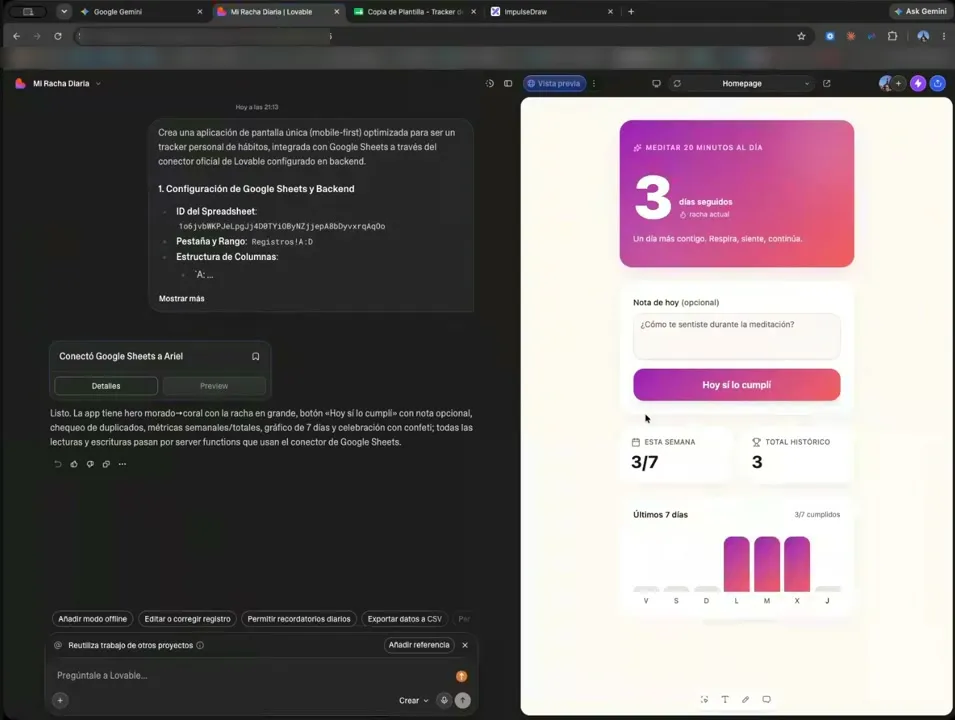 Google Gemini
Mi Racha Diaria | Lovable
Copia de Plantilla - Tracker d
ImpulseDraw
Ask Gemini
Mi Racha Diaria
Vista previa
Homepage
Hoy a las 21:13
Crea una aplicación de pantalla única (mobile-first) optimizada para ser un
tracker personal de hábitos, integrada con Google Sheets a través del
conector oficial de Lovable configurado en backend.
1. Configuración de Google Sheets y Backend
ID del Spreadsheet:
1o6jvbWKPJeLpgJj4D0TYiOByNZjjepA8bDyvxrqAqOo
Pestaña y Rango: Registros!A:D
Estructura de Columnas:
`A: ...
Mostrar más
Conectó Google Sheets a Ariel
Detalles
Preview
Listo. La app tiene hero morado→coral con la racha en grande, botón «Hoy sí lo cumplí» con nota opcional,
chequeo de duplicados, métricas semanales/totales, gráfico de 7 días y celebración con confeti; todas las
lecturas y escrituras pasan por server functions que usan el conector de Google Sheets.
Añadir modo offline
Editar o corregir registro
Permitir recordatorios diarios
Exportar datos a CSV
Per
Reutiliza trabajo de otros proyectos
Añadir referencia
Pregúntale a Lovable...
Crear
MEDITAR 20 MINUTOS AL DÍA
3
días seguidos
racha actual
Un día más contigo. Respira, siente, continúa.
Nota de hoy (opcional)
¿Cómo te sentiste durante la meditación?
Hoy sí lo cumplí
ESTA SEMANA
3/7
TOTAL HISTÓRICO
3
Últimos 7 días
3/7 cumplidos
V S D L M X J